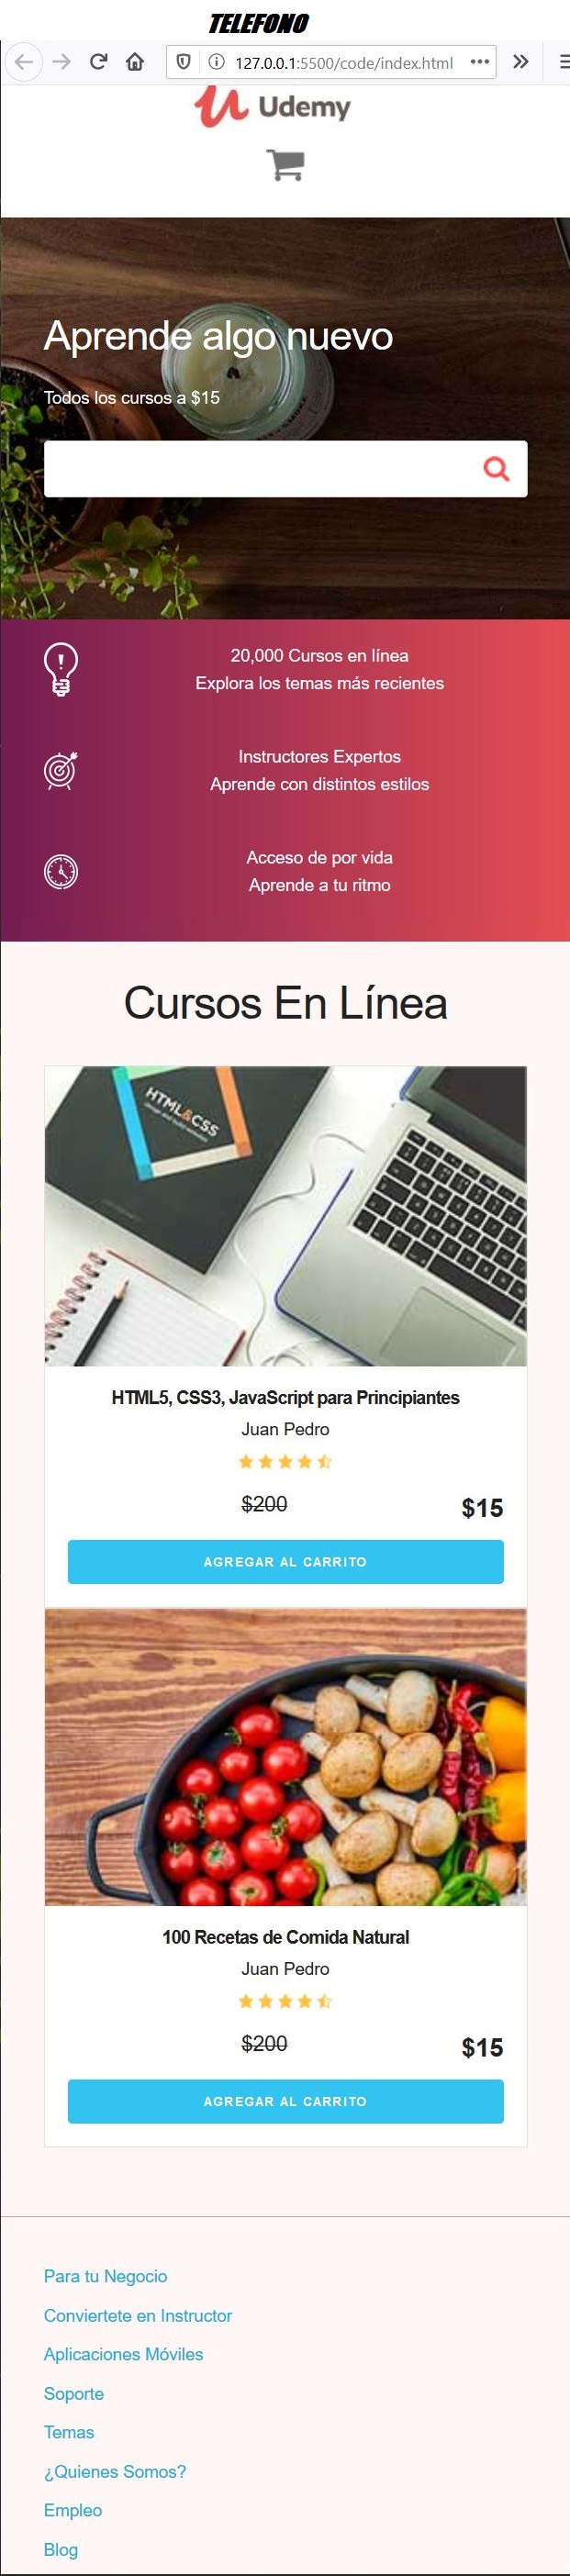 TELEFONO
127.0.0.1:5500/code/index.html
Udemy
Aprende algo nuevo
Todos los cursos a $15
20,000 Cursos en línea
Explora los temas más recientes
Instructores Expertos
Aprende con distintos estilos
Acceso de por vida
Aprende a tu ritmo
Cursos En Línea
HTML&CSS
design and build websites
HTML5, CSS3, JavaScript para Principiantes
Juan Pedro
$200 $15
AGREGAR AL CARRITO
100 Recetas de Comida Natural
Juan Pedro
$200 $15
AGREGAR AL CARRITO
Para tu Negocio
Conviertete en Instructor
Aplicaciones Móviles
Soporte
Temas
¿Quienes Somos?
Empleo
Blog